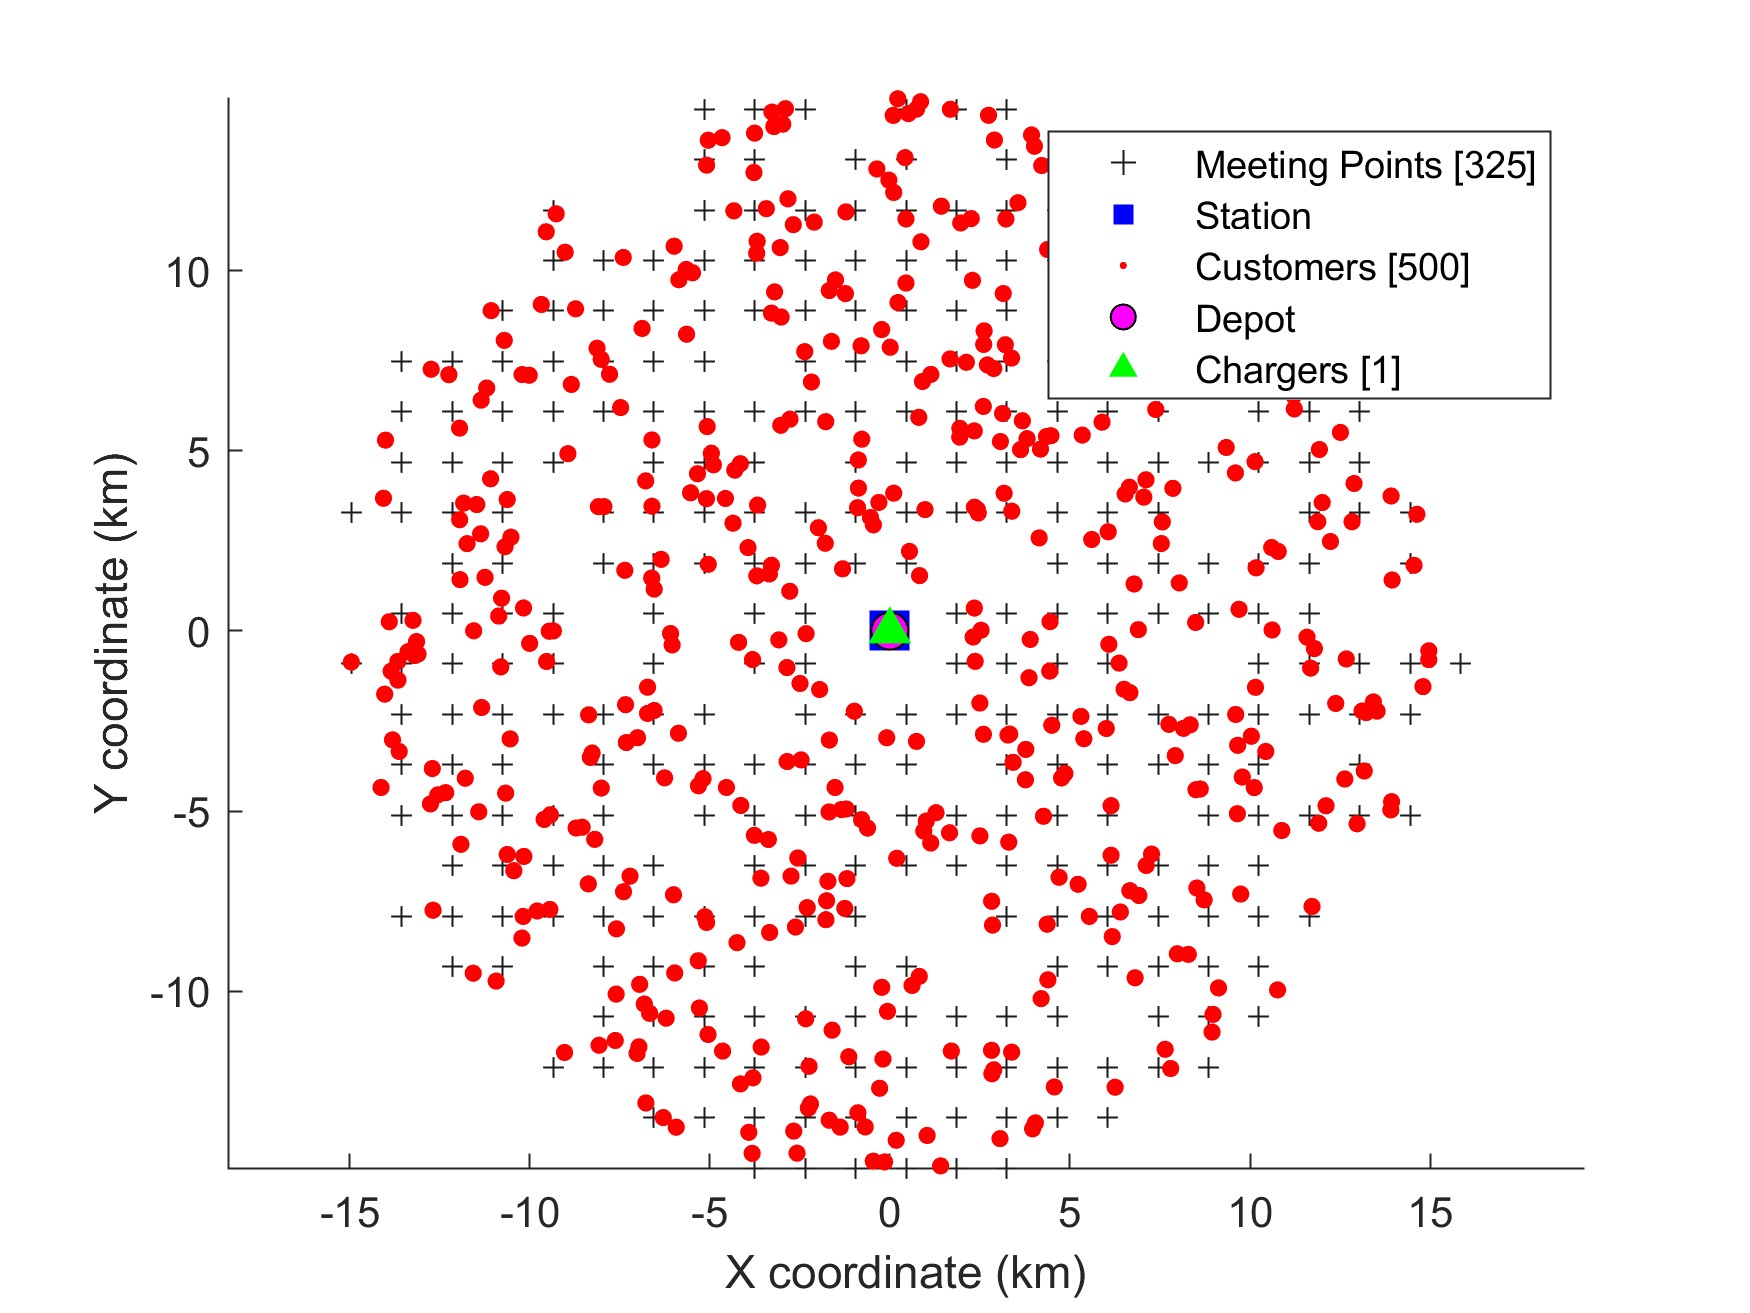 Meeting Points [325]
Station
Customers [500]
Depot
Chargers [1]
10
5
0
-5
-10
Y coordinate (km)
-15 -10 -5 0 5 10 15
X coordinate (km)